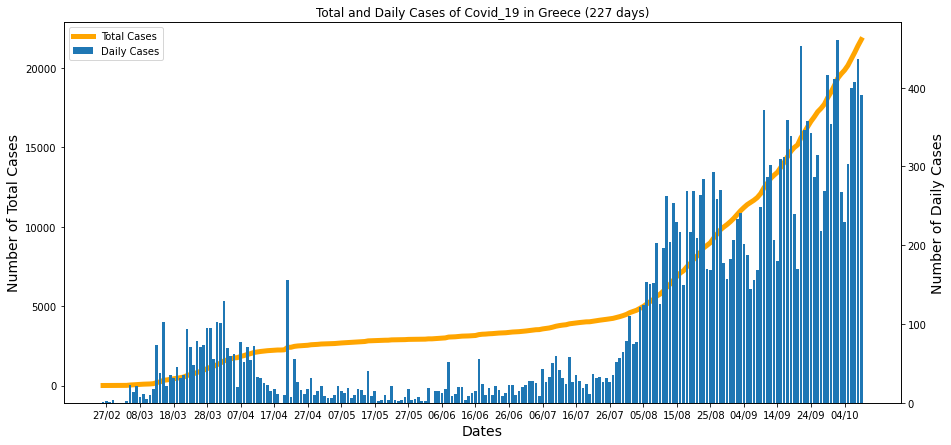 Total and Daily Cases of Covid_19 in Greece (227 days)
Total Cases
Daily Cases
Number of Total Cases
20000
15000
10000
5000
0
Number of Daily Cases
400
300
200
100
0
27/02 08/03 18/03 28/03 07/04 17/04 27/04 07/05 17/05 27/05 06/06 16/06 26/06 06/07 16/07 26/07 05/08 15/08 25/08 04/09 14/09 24/09 04/10
Dates